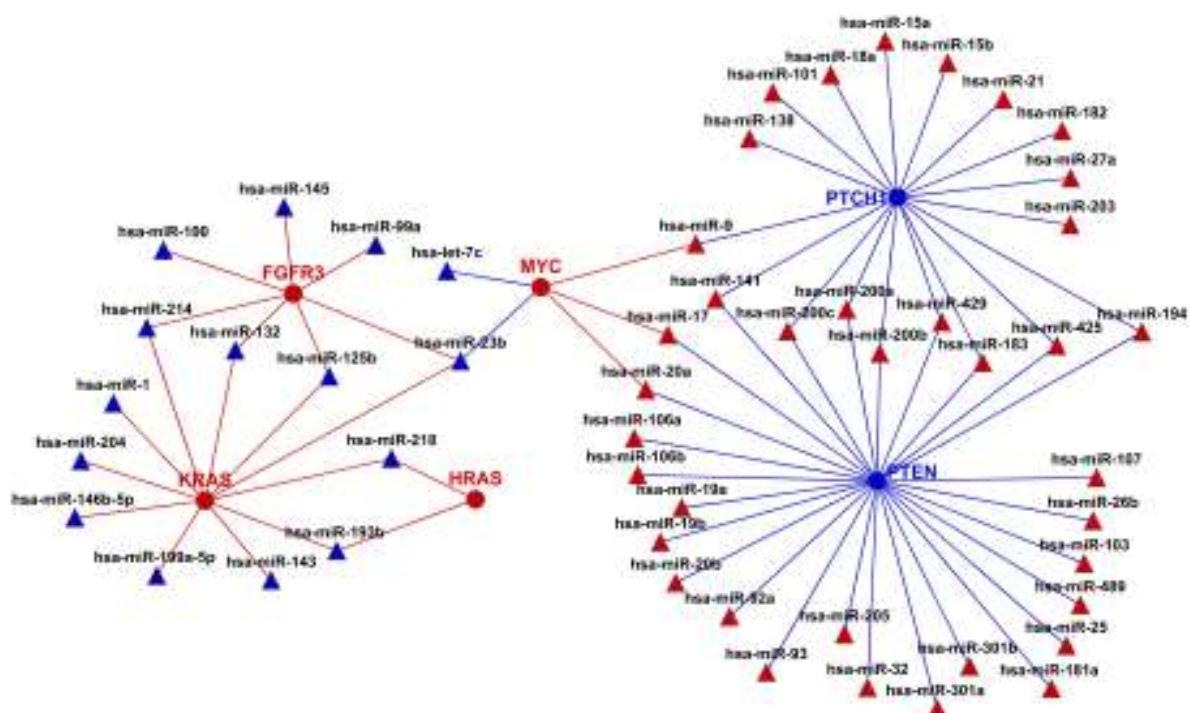 hsa-miR-15a
hsa-miR-15b
hsa-miR-18a
hsa-miR-101
hsa-miR-21
hsa-miR-138
hsa-miR-182
hsa-miR-27a
hsa-miR-203
PTCH1
hsa-miR-145
hsa-miR-100
hsa-miR-99a
hsa-let-7c
hsa-miR-9
FGFR3
MYC
hsa-miR-141
hsa-miR-200a
hsa-miR-429
hsa-miR-194
hsa-miR-214
hsa-miR-132
hsa-miR-23b
hsa-miR-17
hsa-miR-200c
hsa-miR-200b
hsa-miR-183
hsa-miR-425
hsa-miR-125b
hsa-miR-1
hsa-miR-20a
hsa-miR-106a
hsa-miR-204
hsa-miR-218
hsa-miR-106b
hsa-miR-107
KRAS
HRAS
PTEN
hsa-miR-146b-5p
hsa-miR-19a
hsa-miR-26b
hsa-miR-19b
hsa-miR-193b
hsa-miR-103
hsa-miR-199a-5p
hsa-miR-143
hsa-miR-20b
hsa-miR-489
hsa-miR-92a
hsa-miR-205
hsa-miR-25
hsa-miR-93
hsa-miR-32
hsa-miR-301b
hsa-miR-181a
hsa-miR-301a